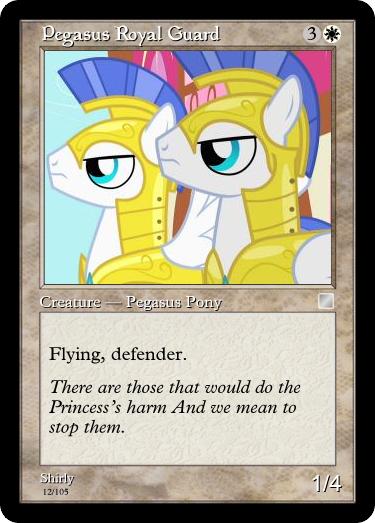 Pegasus Royal Guard 3
Creature — Pegasus Pony
Flying, defender.
There are those that would do the
Princess's harm And we mean to
stop them.
Shirly
12/105
1/4